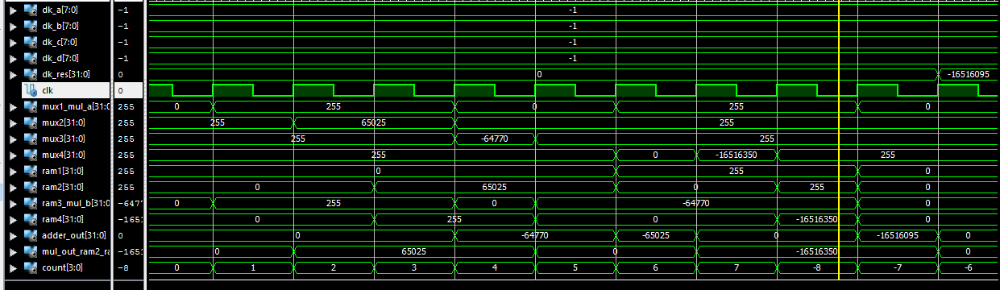 dk_a[7:0] -1 -1
dk_b[7:0] -1 -1
dk_c[7:0] -1 -1
dk_d[7:0] -1 -1
dk_res[31:0] 0 0 -16516095
clk 0
mux1_mul_a[31:0 255 0 255 0 255 0
mux2[31:0] 255 255 65025 255
mux3[31:0] 255 255 -64770 255
mux4[31:0] 255 255 0 -16516350 255
ram1[31:0] 255 0 255 0
ram2[31:0] 255 0 65025 0 255 0
ram3_mul_b[31:0 -6477 0 255 0 -64770 0
ram4[31:0] -1651 0 255 0 -16516350 0
adder_out[31:0] 0 0 -64770 -65025 0 -16516095 0
mul_out_ram2_ra -1651 0 65025 0 -16516350 0
count[3:0] -8 0 1 2 3 4 5 6 7 -8 -7 -6